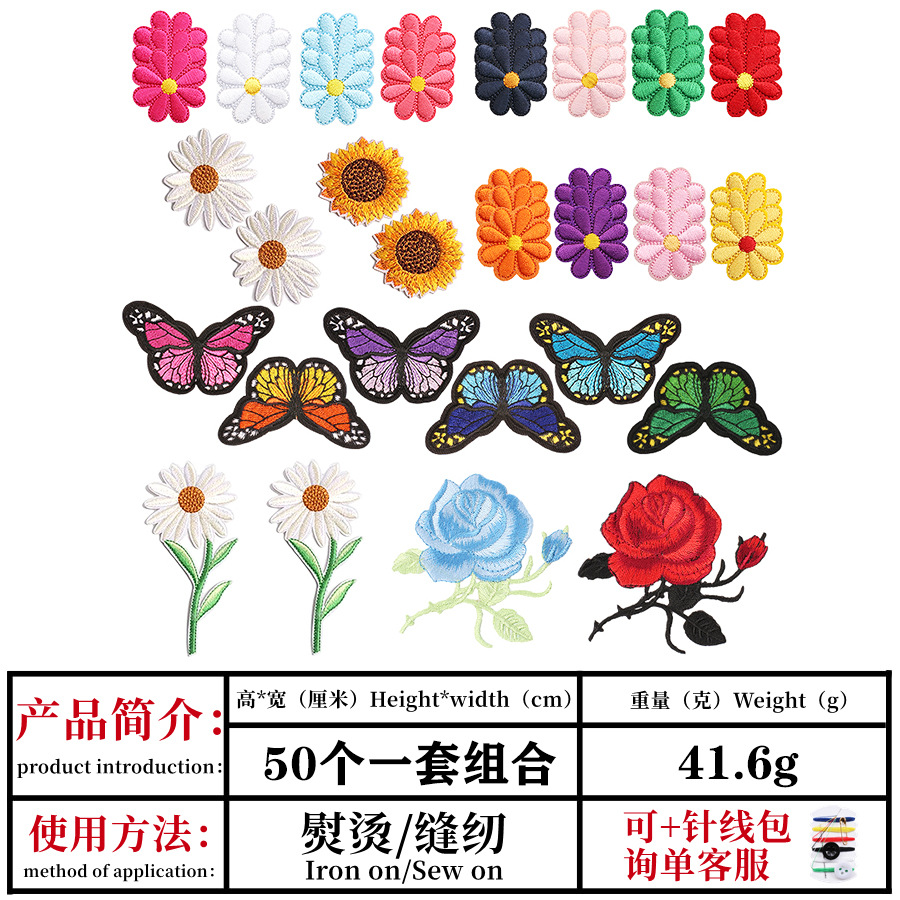 产品简介：
product introduction：
高*宽（厘米）Height*width（cm）
重量（克）Weight（g）
50个一套组合
41.6g
使用方法：
method of application：
熨烫/缝纫
Iron on/Sew on
可+针线包
询单客服